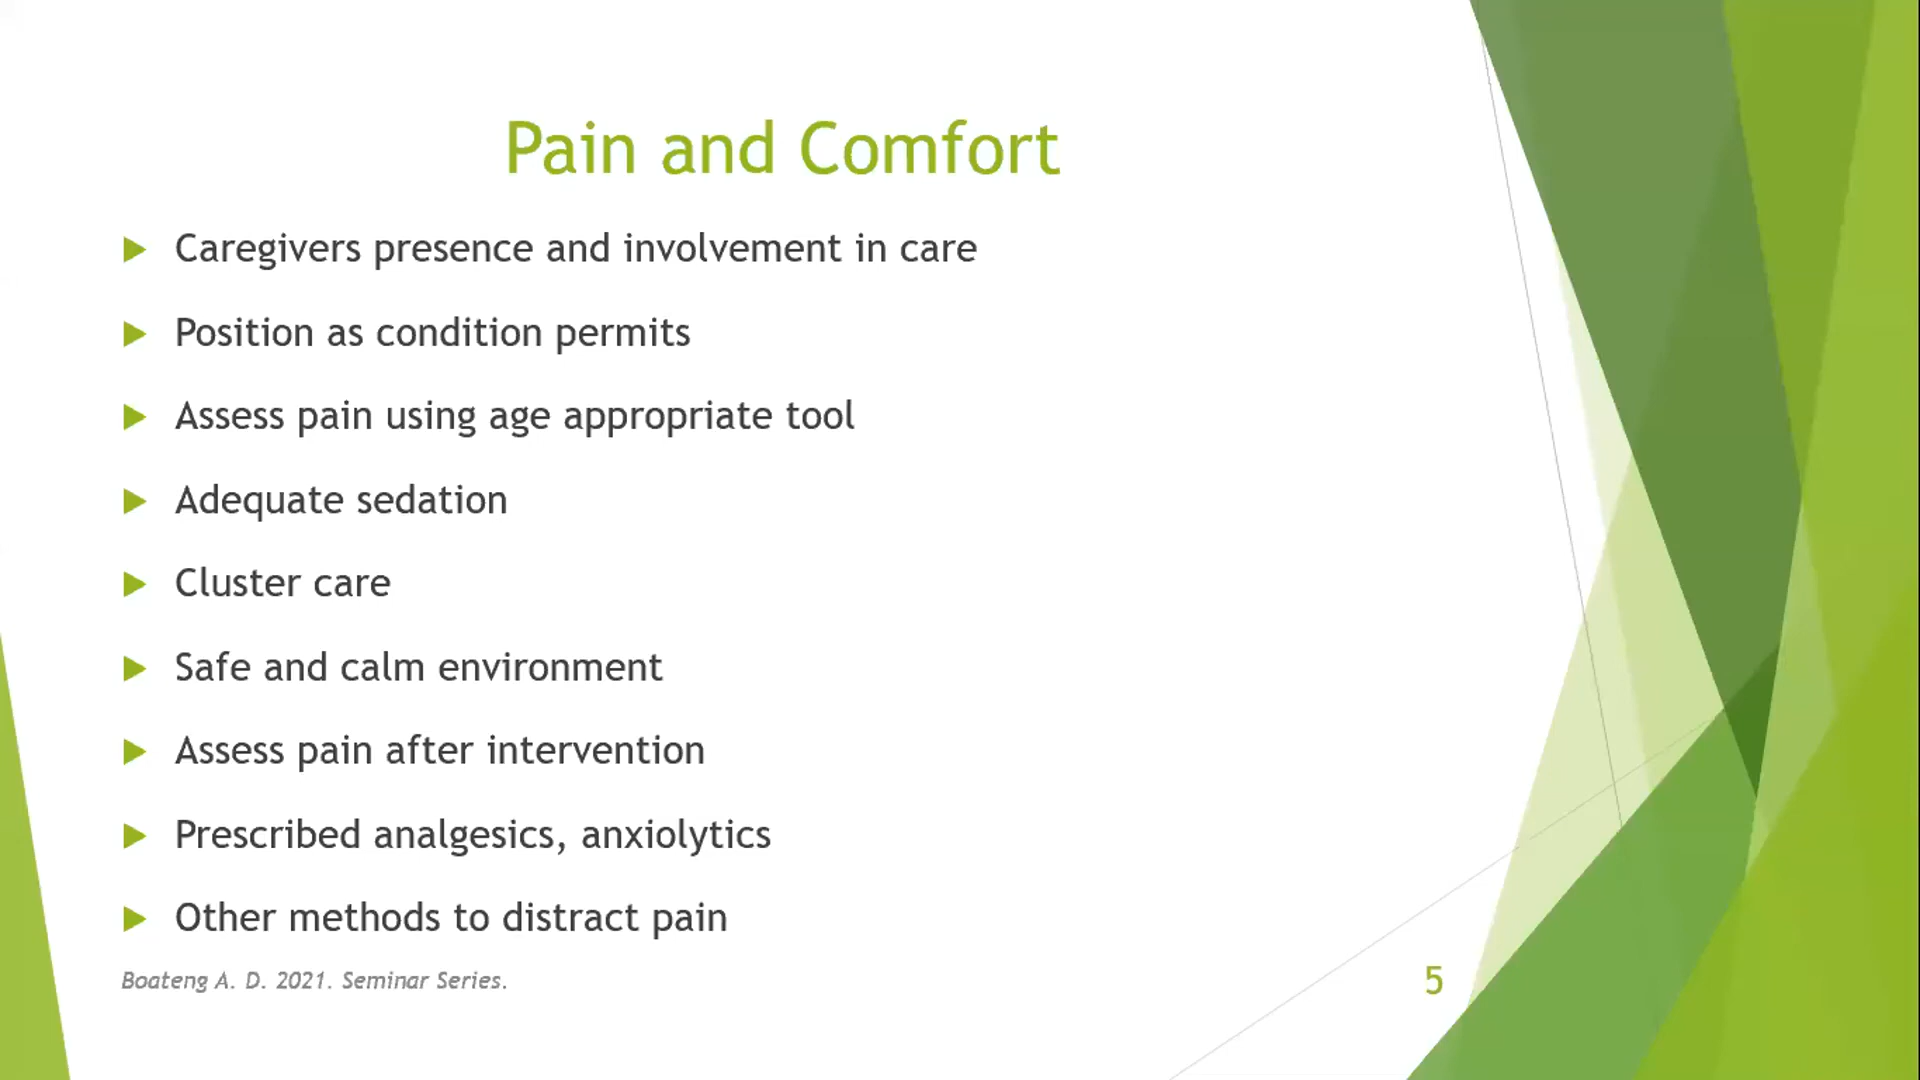 Pain and Comfort
Caregivers presence and involvement in care
Position as condition permits
Assess pain using age appropriate tool
Adequate sedation
Cluster care
Safe and calm environment
Assess pain after intervention
Prescribed analgesics, anxiolytics
Other methods to distract pain
Boateng A. D. 2021. Seminar Series.
5